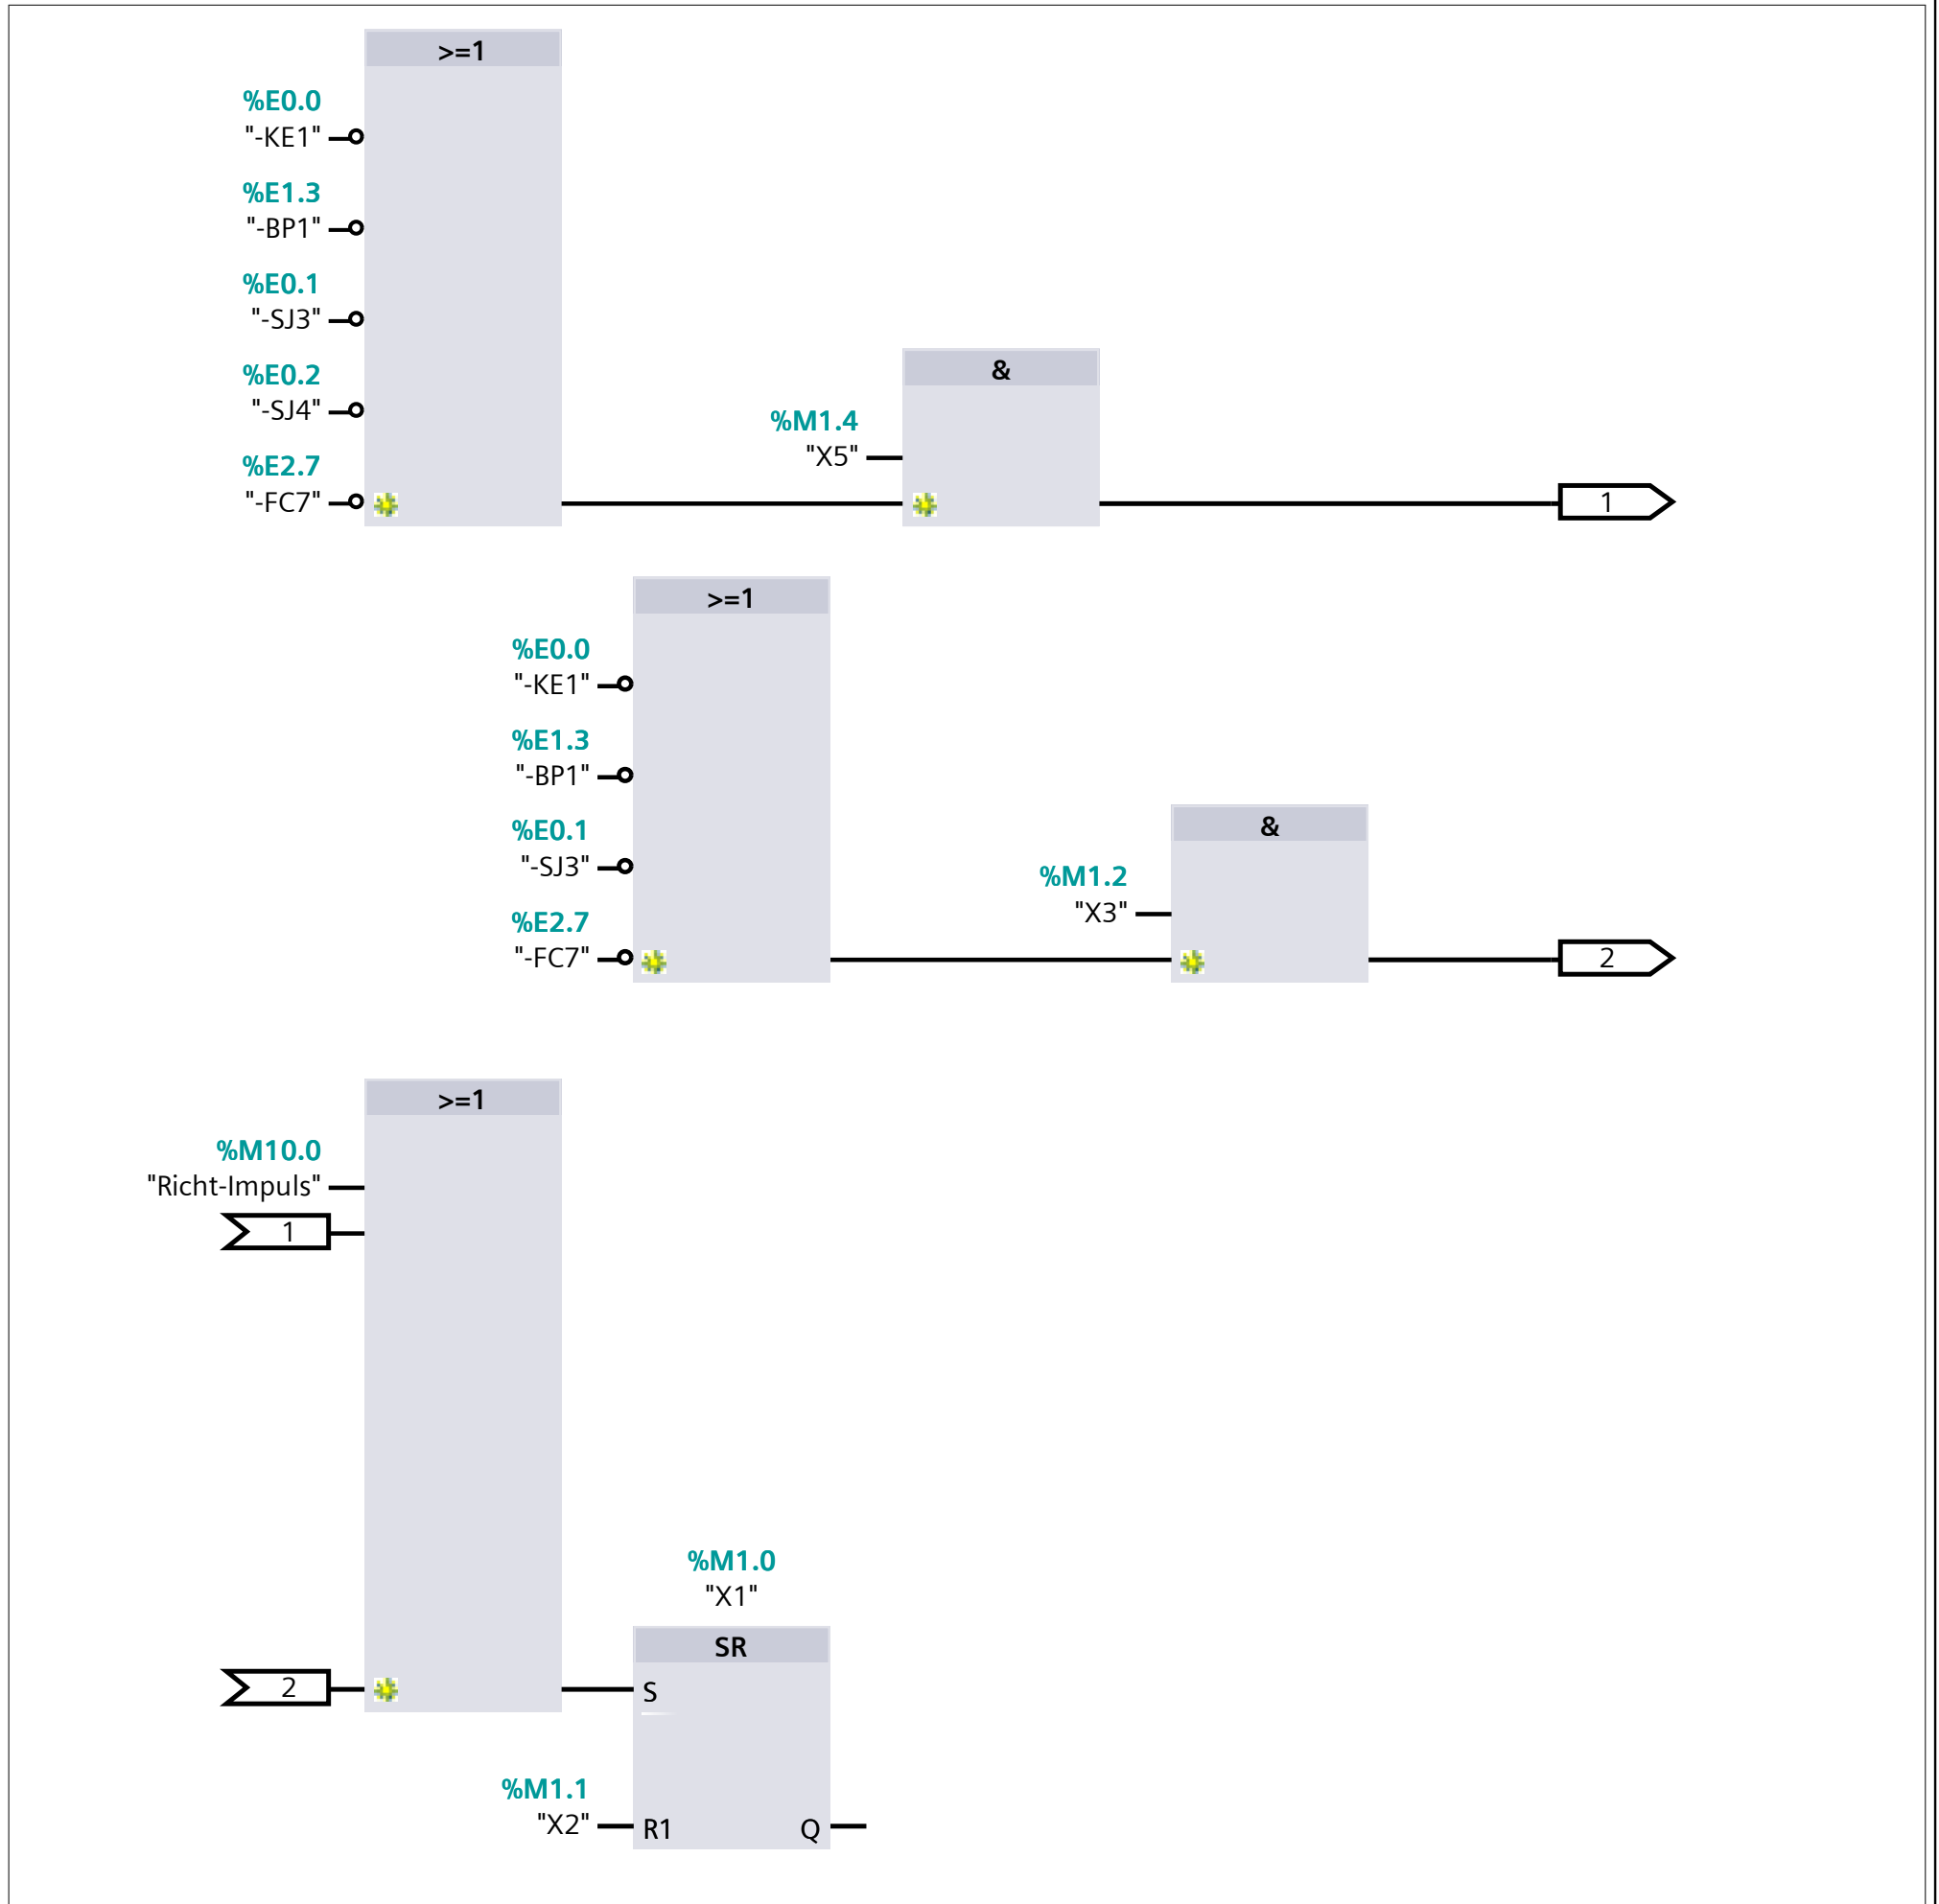 >=1
%E0.0
"-KE1"
%E1.3
"-BP1"
%E0.1
"-SJ3"
%E0.2
"-SJ4"
%E2.7
"-FC7"
&
%M1.4
"X5"
1
>=1
%E0.0
"-KE1"
%E1.3
"-BP1"
%E0.1
"-SJ3"
%E2.7
"-FC7"
&
%M1.2
"X3"
2
>=1
%M10.0
"Richt-Impuls"
1
2
%M1.0
"X1"
SR
S
%M1.1
"X2"
R1 Q